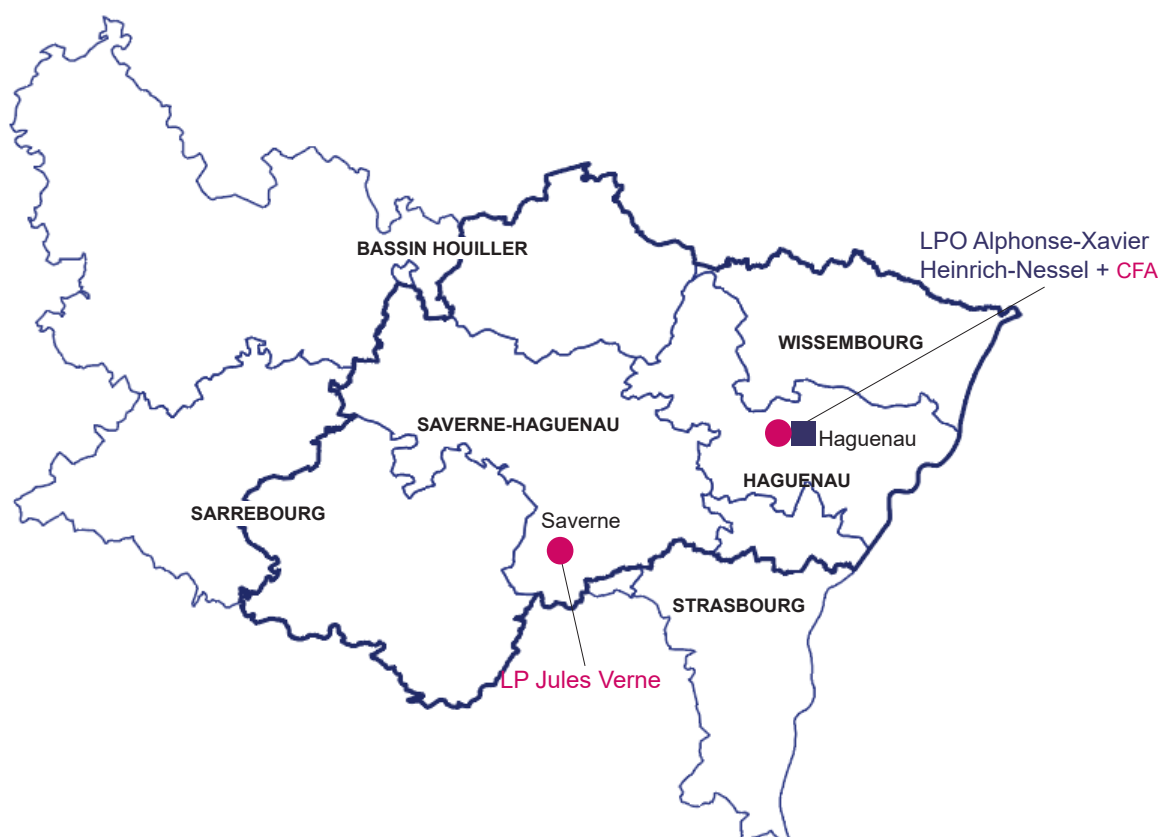 BASSIN HOUILLER
LPO Alphonse-Xavier
Heinrich-Nessel + CFA
WISSEMBOURG
SAVERNE-HAGUENAU
Haguenau
HAGUENAU
SARREBOURG
Saverne
STRASBOURG
LP Jules Verne